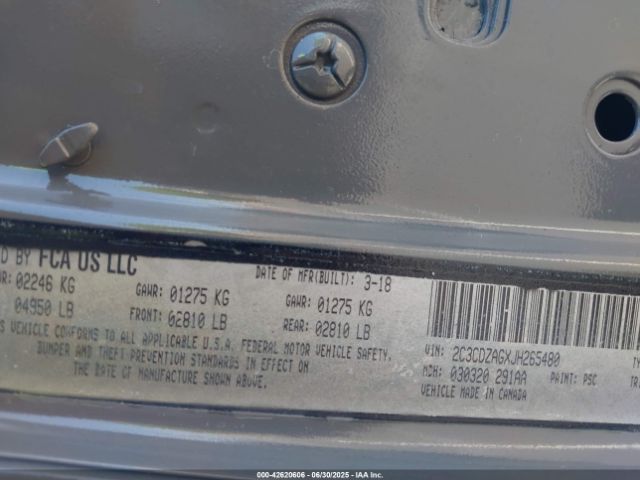 BY FCA US LLC
DATE OF MFR(BUILT): 3-18
02246 KG
GAWR: 01275 KG
GAWR: 01275 KG
04950 LB
FRONT: 02810 LB
REAR: 02810 LB
VEHICLE CONFORMS TO ALL APPLICABLE U.S.A. FEDERAL MOTOR VEHICLE SAFETY,
BUMPER AND THEFT PREVENTION STANDARDS IN EFFECT ON
THE DATE OF MANUFACTURE SHOWN ABOVE.
VIN: 2C3CDZAGXJH265480
MDH: 030320 291AA PAINT: PSC
VEHICLE MADE IN CANADA
00-42620606 | 06/30/2025 | IAA Inc.